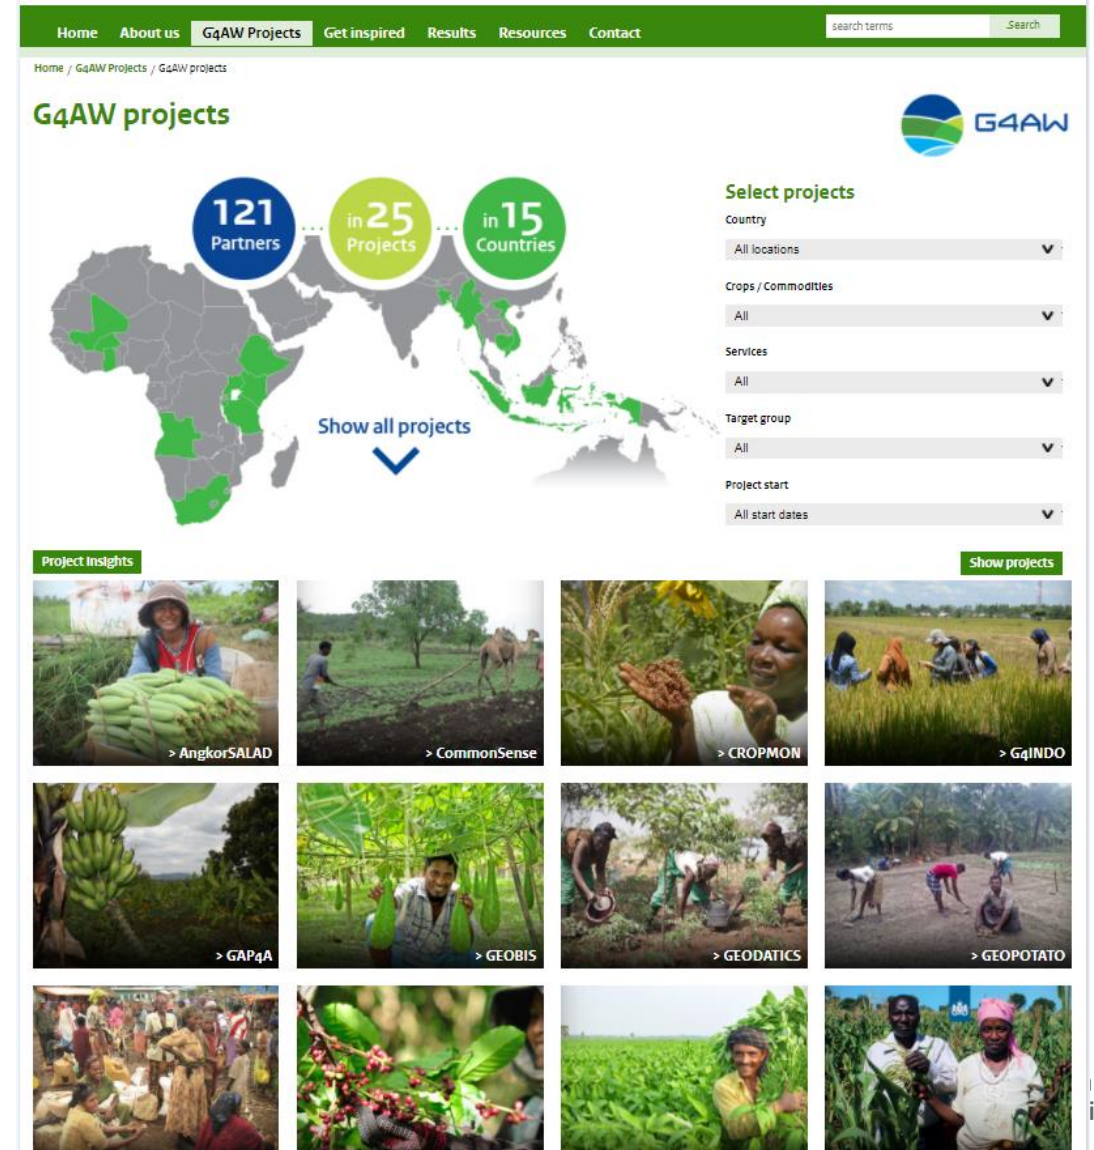 Home About us G4AW Projects Get inspired Results Resources Contact
search terms
Search
Home / G4AW Projects / G4AW projects
G4AW projects
G4AW
121
Partners
in 25
Projects
in 15
Countries
Show all projects
Select projects
Country
All locations
Crops / Commodities
All
Services
All
Target group
All
Project start
All start dates
Project Insights
Show projects
> AngkorSALAD
> CommonSense
> CROPMON
> G4INDO
> GAP4A
> GEOBIS
> GEODATICS
> GEOPOTATO